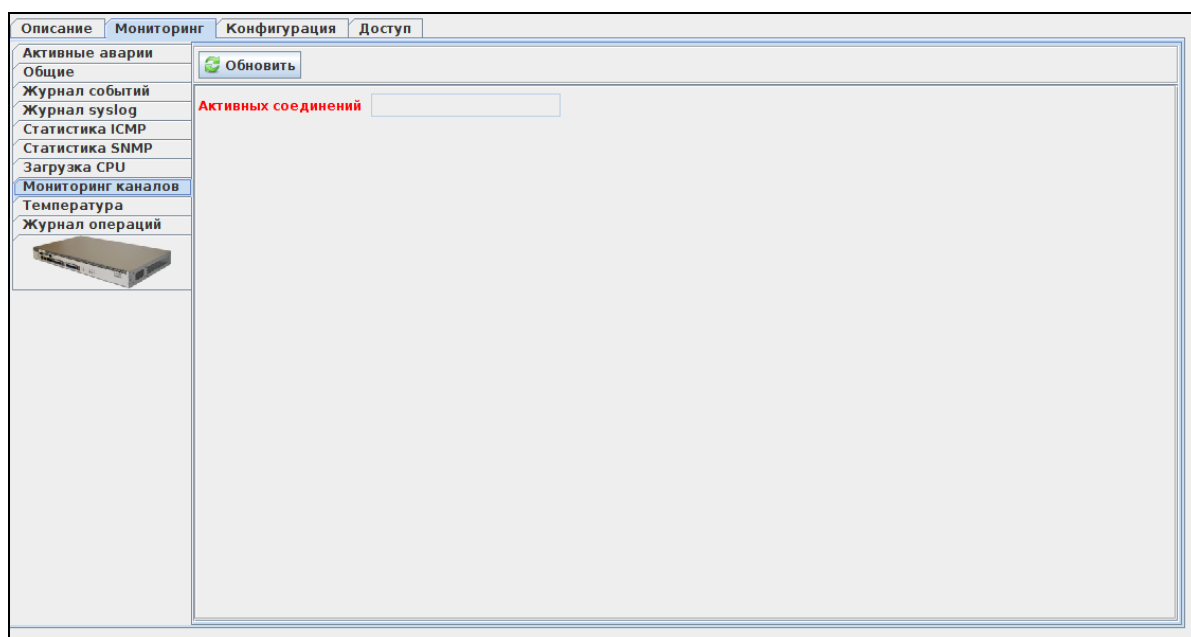 Описание Мониторинг Конфигурация Доступ
Активные аварии
Общие
Журнал событий
Журнал syslog
Статистика ICMP
Статистика SNMP
Загрузка CPU
Мониторинг каналов
Температура
Журнал операций
Обновить
Активных соединений